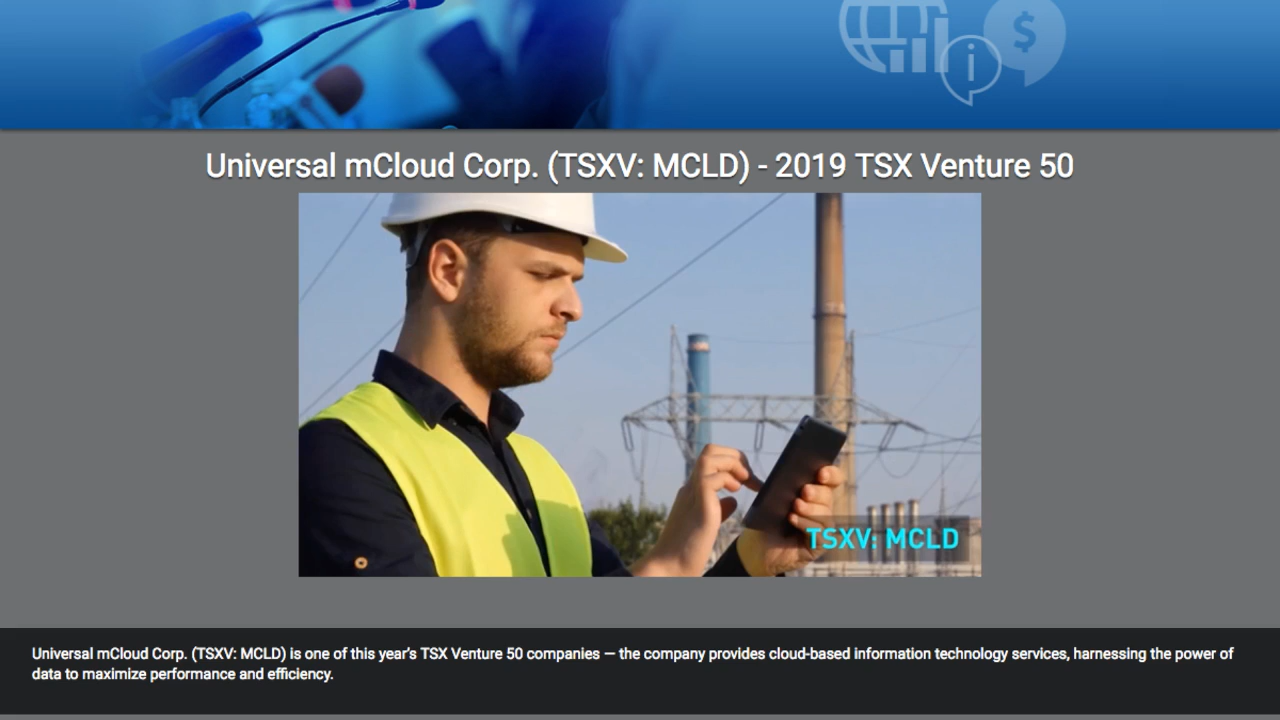 $
i
Universal mCloud Corp. (TSXV: MCLD) - 2019 TSX Venture 50
TSXV: MCLD
Universal mCloud Corp. (TSXV: MCLD) is one of this year's TSX Venture 50 companies — the company provides cloud-based information technology services, harnessing the power of
data to maximize performance and efficiency.